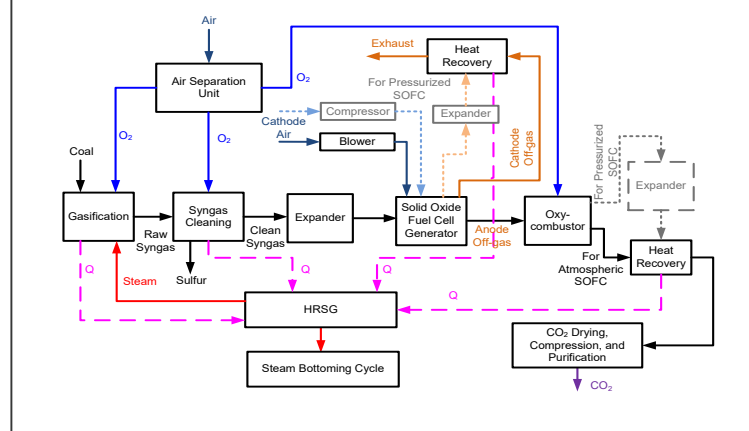 Air
Exhaust
Heat
Recovery
Air Separation
Unit
O₂
For Pressurized
SOFC
Compressor
Expander
Cathode
Air
Blower
O₂
O₂
Cathode
Off-gas
For Pressurized
SOFC
Expander
Coal
Gasification
Raw
Syngas
Syngas
Cleaning
Clean
Syngas
Expander
Solid Oxide
Fuel Cell
Generator
Anode
Off-gas
Oxy-
combustor
For
Atmospheric
SOFC
Heat
Recovery
Q
Steam
Sulfur
Q
Q
Q
HRSG
Steam Bottoming Cycle
CO₂ Drying,
Compression, and
Purification
CO₂